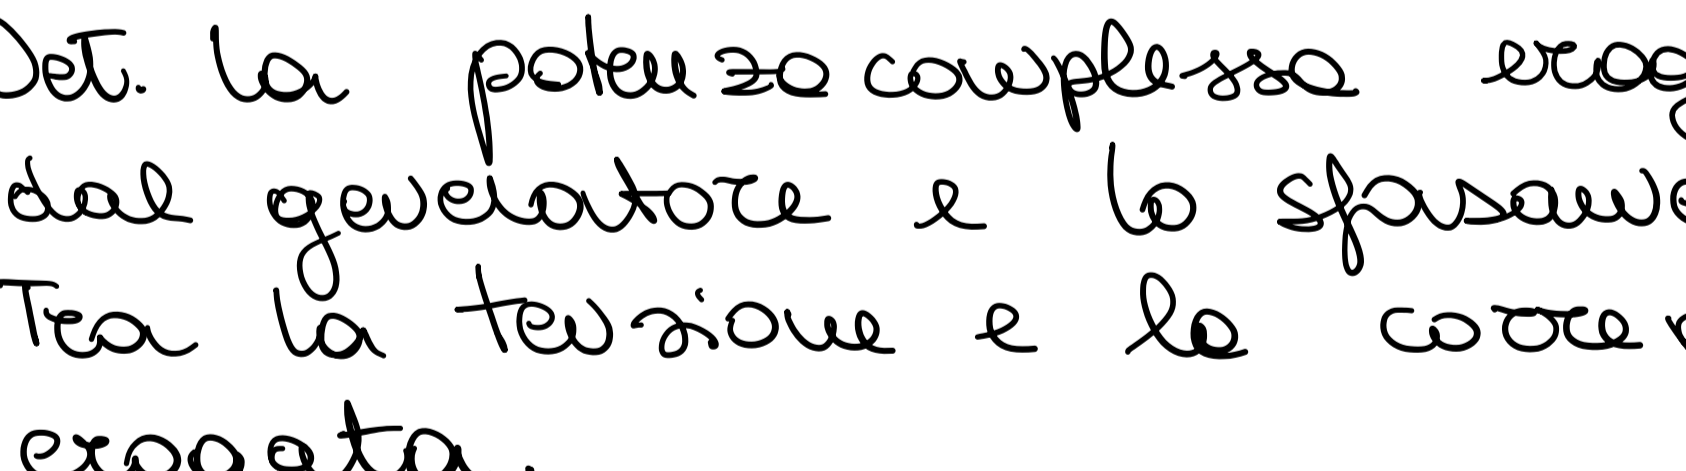 Det. la potenza complessa erog
dal generatore e lo sfasame
Tra la tensione e la corren
erogata.